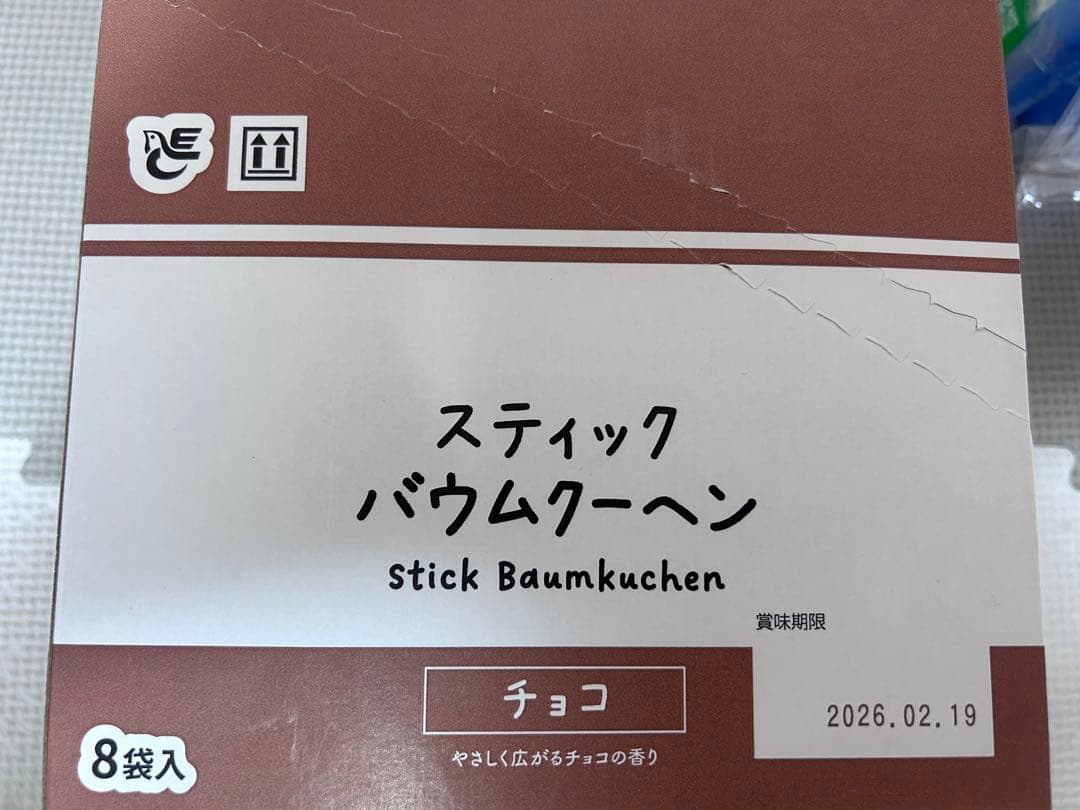 スティック
バウムクーヘン
stick Baumkuchen
賞味期限
2026.02.19
チョコ
やさしく広がるチョコの香り
8袋入